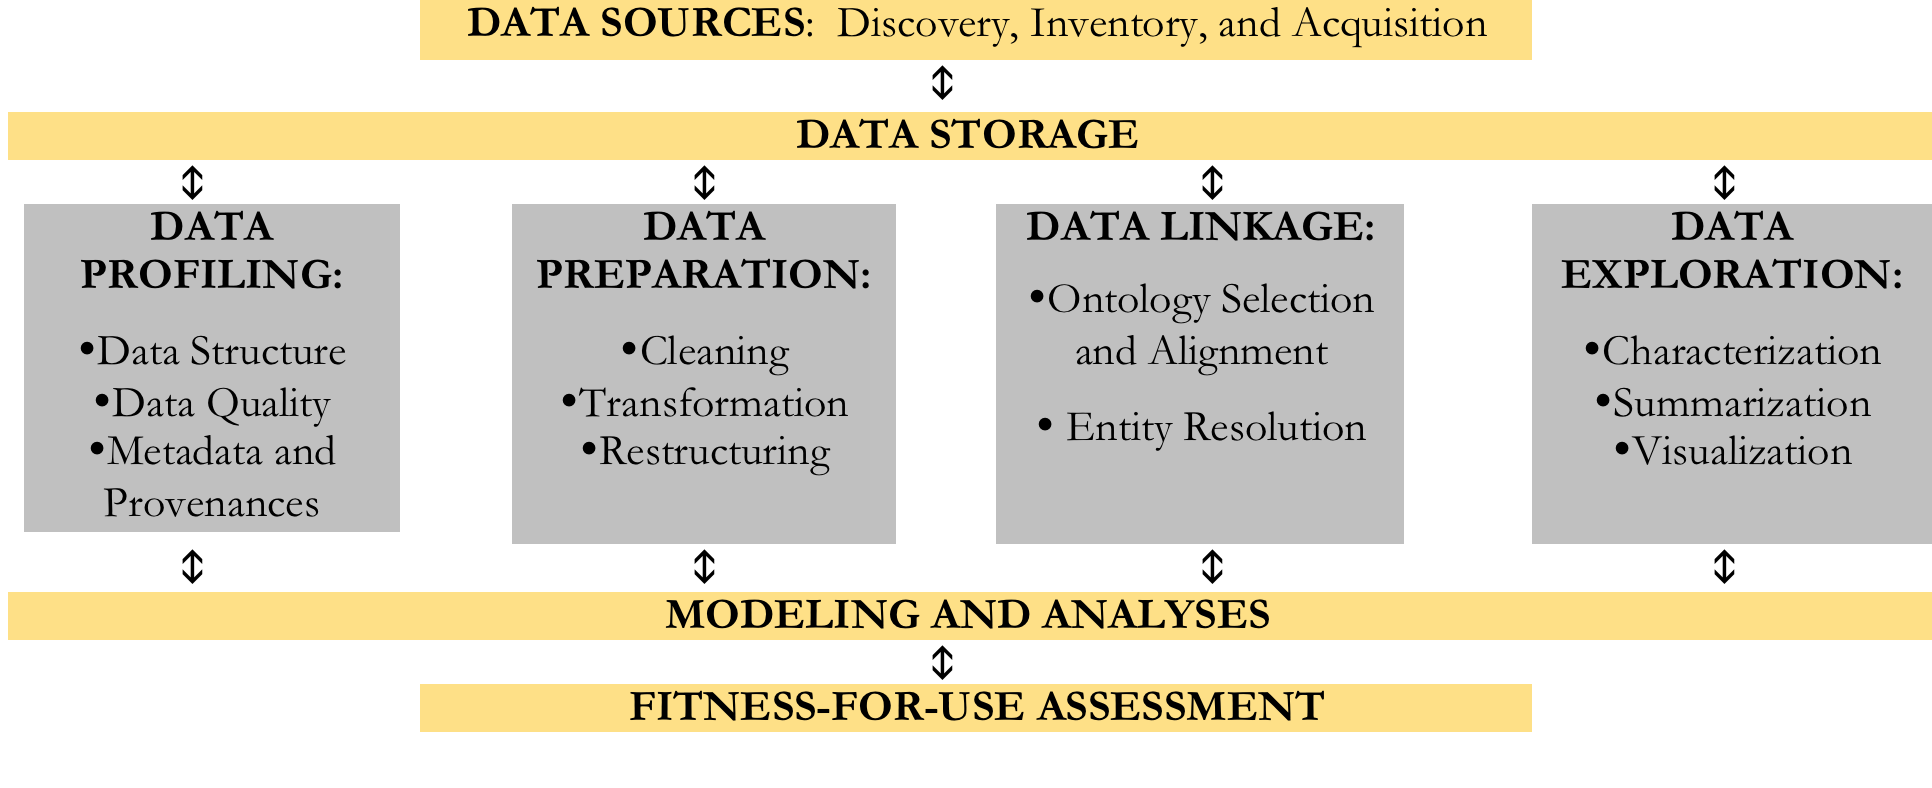 DATA SOURCES:  Discovery, Inventory, and Acquisition
DATA STORAGE
DATA
PROFILING:
•Data Structure
•Data Quality
•Metadata and
Provenances
DATA
PREPARATION:
•Cleaning
•Transformation
•Restructuring
DATA LINKAGE:
•Ontology Selection
and Alignment
• Entity Resolution
DATA
EXPLORATION:
•Characterization
•Summarization
•Visualization
MODELING AND ANALYSES
FITNESS-FOR-USE ASSESSMENT